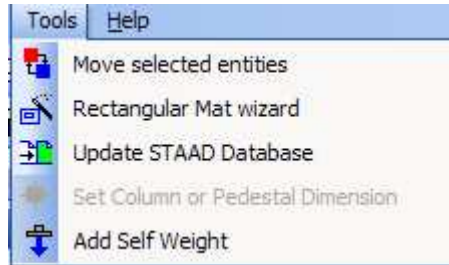 Tools Help
Move selected entities
Rectangular Mat wizard
Update STAAD Database
Set Column or Pedestal Dimension
Add Self Weight